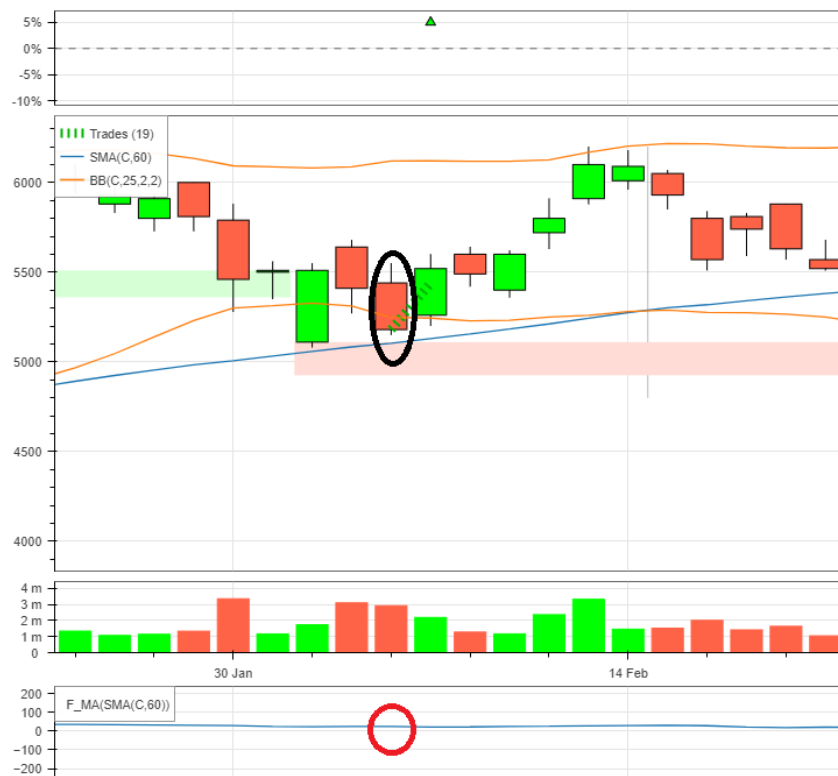 5%
0%
-5%
-10%
Trades (19)
SMA(C,60)
BB(C,25,2,2)
6000
5500
5000
4500
4000
4 m
3 m
2 m
1 m
0
30 Jan
14 Feb
F_MA(SMA(C,60))
200
100
0
−100
−200